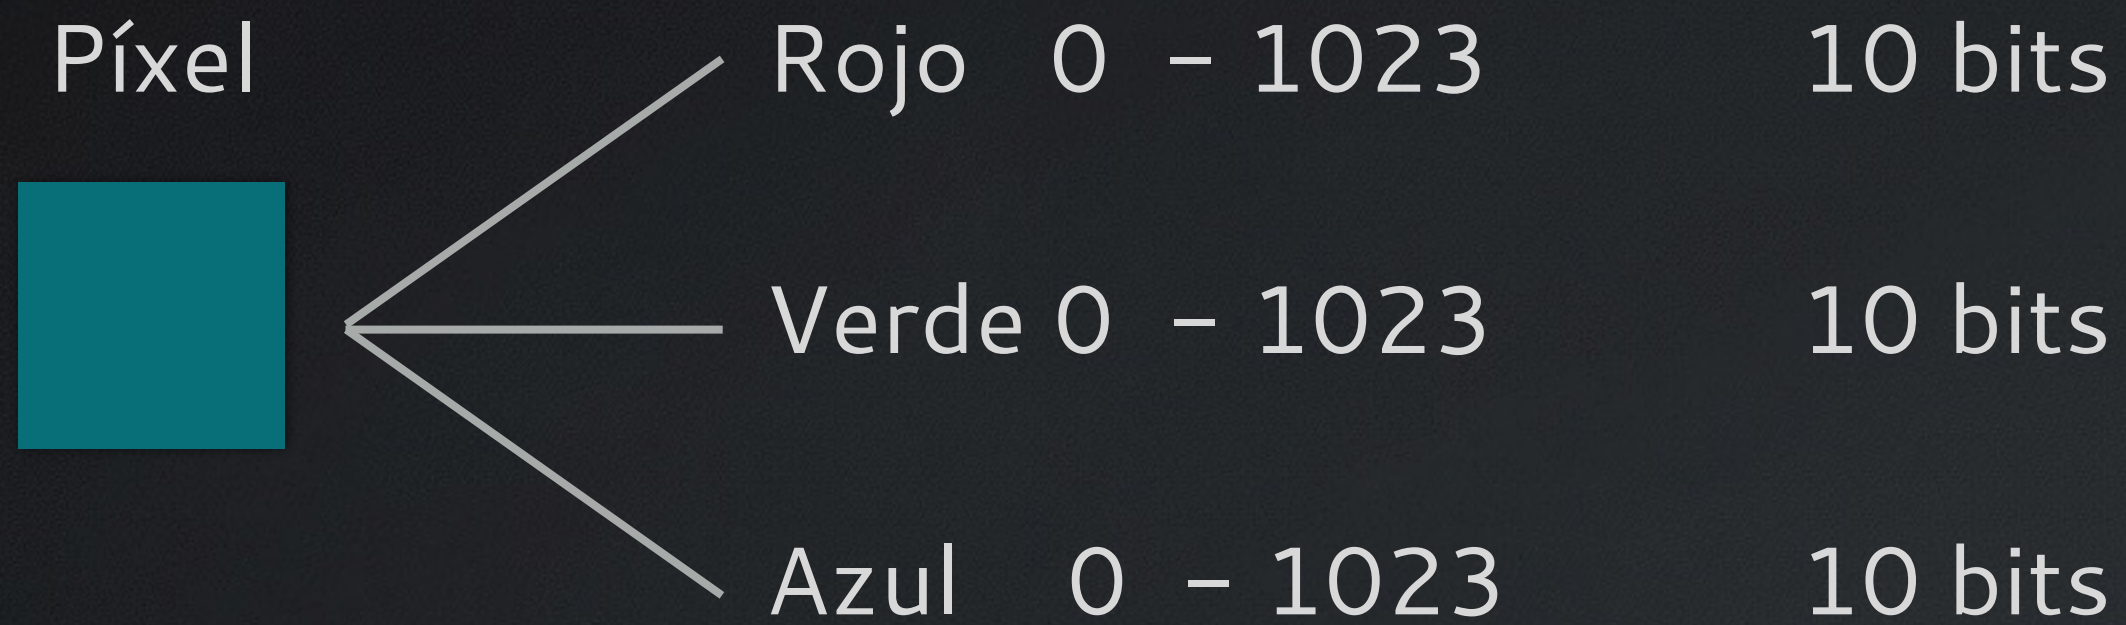 Píxel
Rojo 0 – 1023 10 bits
Verde 0 – 1023 10 bits
Azul 0 – 1023 10 bits